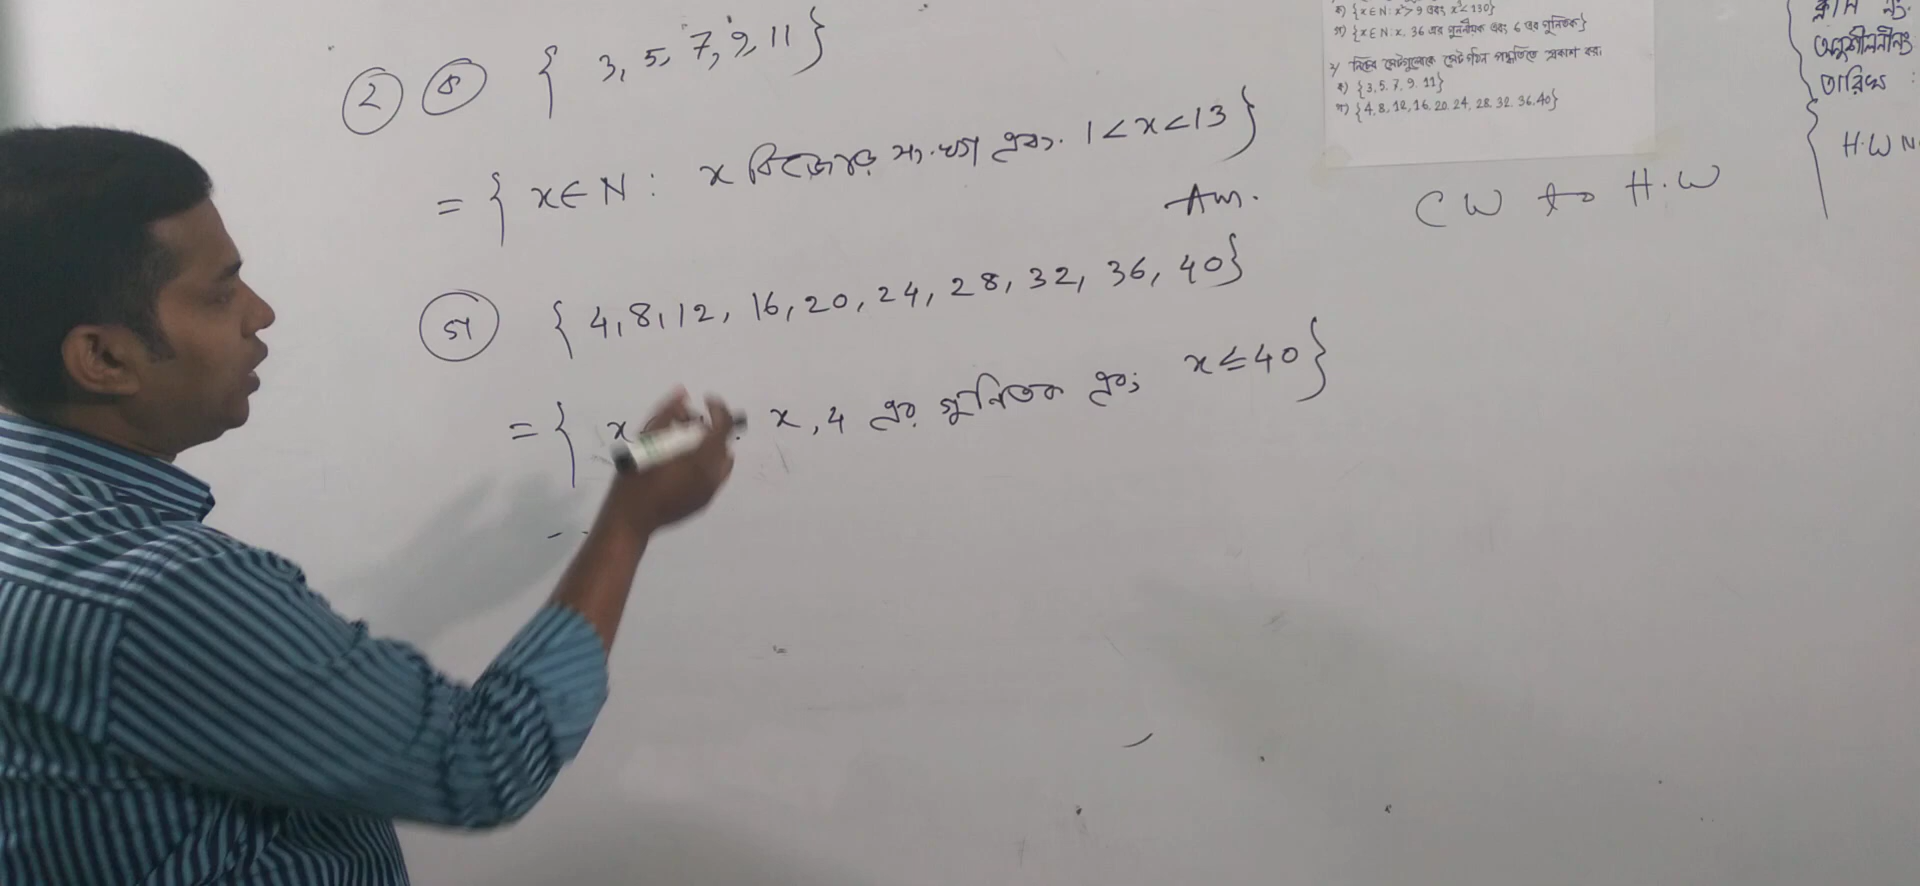 ২ ক { 3, 5, 7, 9, 11 }
= { x ∈ N : x বিজোড় সংখ্যা এবং 1 < x < 13 }
Ans.
গ { 4, 8, 12, 16, 20, 24, 28, 32, 36, 40 }
= { x x, 4 এর গুনিতক এবং x ≤ 40 }
CW to H.W
{x∈N: x²>9 এবং x³<130}
গ) {x∈N: x, 36 এর গুননীয়ক এবং 6 এর গুনিতক}
২) নিচের সেটগুলোকে সেট গঠন পদ্ধতিতে প্রকাশ কর।
ক) {3, 5, 7, 9, 11}
গ) {4, 8, 12, 16, 20, 24, 28, 32, 36, 40}
ক্লাস নং
অনুশীলনী নং
তারিখ :
H.W N